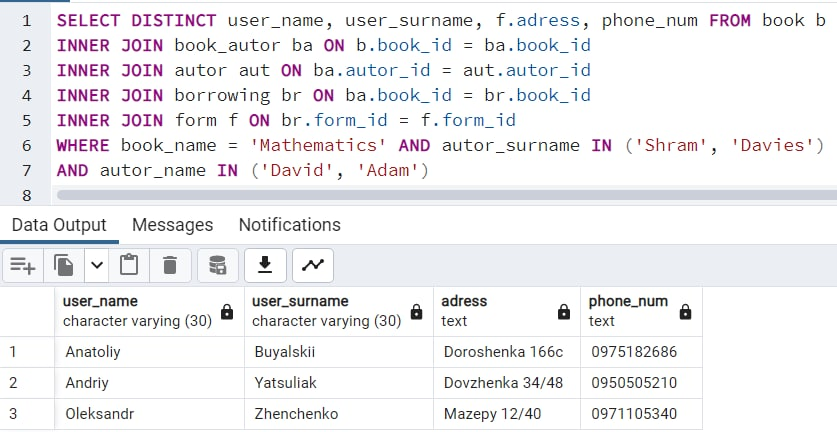 1 SELECT DISTINCT user_name, user_surname, f.adress, phone_num FROM book b
2 INNER JOIN book_autor ba ON b.book_id = ba.book_id
3 INNER JOIN autor aut ON ba.autor_id = aut.autor_id
4 INNER JOIN borrowing br ON ba.book_id = br.book_id
5 INNER JOIN form f ON br.form_id = f.form_id
6 WHERE book_name = 'Mathematics' AND autor_surname IN ('Shram', 'Davies')
7 AND autor_name IN ('David', 'Adam')
8
Data Output Messages Notifications
user_name user_surname adress phone_num
character varying (30) character varying (30) text text
1 Anatoliy Buyalskii Doroshenka 166c 0975182686
2 Andriy Yatsuliak Dovzhenka 34/48 0950505210
3 Oleksandr Zhenchenko Mazepy 12/40 0971105340